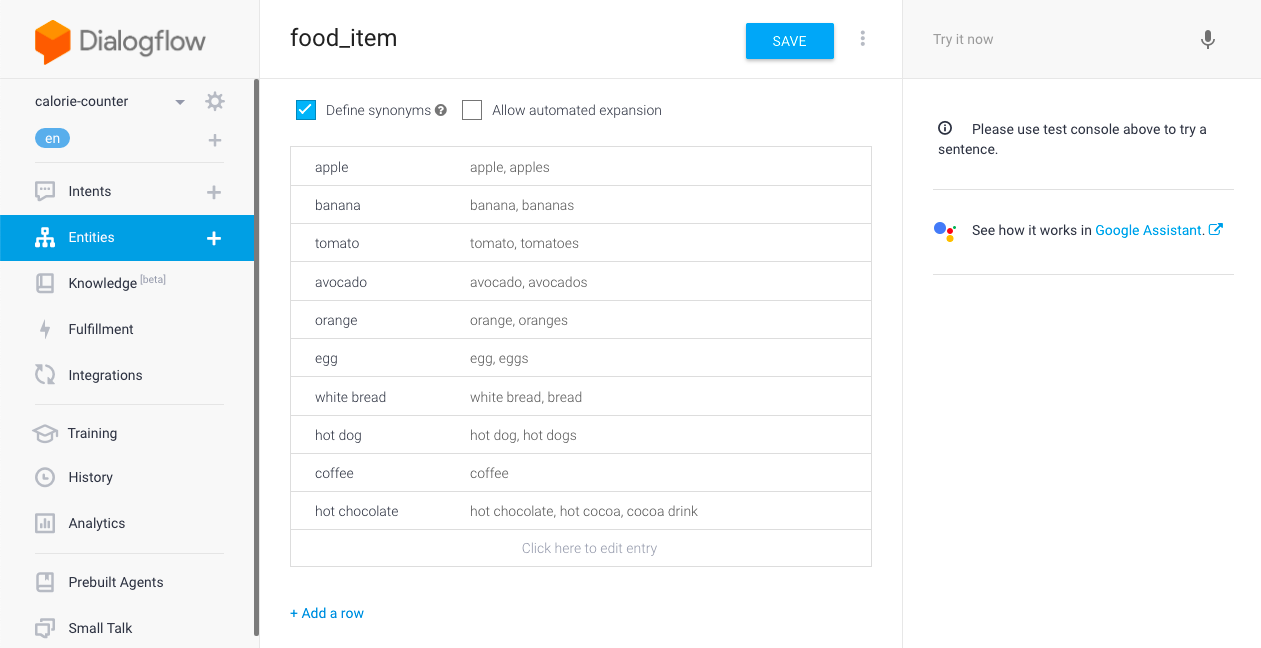 Dialogflow
calorie-counter
en
Intents
Entities
Knowledge [beta]
Fulfillment
Integrations
Training
History
Analytics
Prebuilt Agents
Small Talk
food_item
SAVE
Define synonyms ?
Allow automated expansion
apple apple, apples
banana banana, bananas
tomato tomato, tomatoes
avocado avocado, avocados
orange orange, oranges
egg egg, eggs
white bread white bread, bread
hot dog hot dog, hot dogs
coffee coffee
hot chocolate hot chocolate, hot cocoa, cocoa drink
Click here to edit entry
+ Add a row
Try it now
Please use test console above to try a
sentence.
See how it works in Google Assistant.